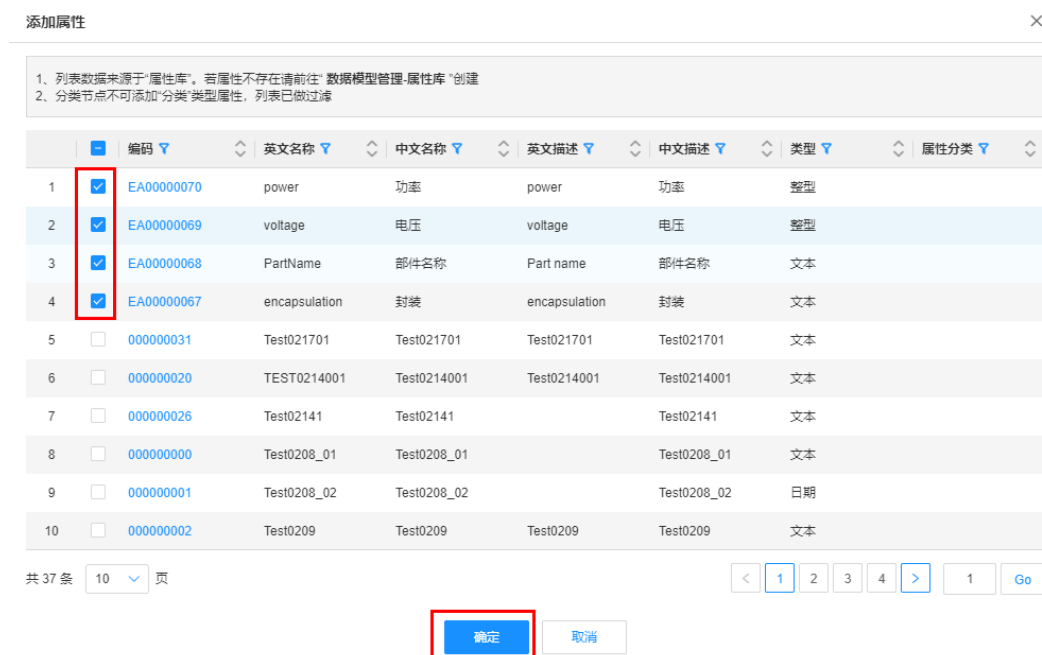 添加属性
1、列表数据来源于“属性库”。若属性不存在请前往“ 数据模型管理-属性库 ”创建
2、分类节点不可添加“分类”类型属性，列表已做过滤
编码 英文名称 中文名称 英文描述 中文描述 类型 属性分类
1 EA00000070 power 功率 power 功率 整型
2 EA00000069 voltage 电压 voltage 电压 整型
3 EA00000068 PartName 部件名称 Part name 部件名称 文本
4 EA00000067 encapsulation 封装 encapsulation 封装 文本
5 000000031 Test021701 Test021701 Test021701 Test021701 文本
6 000000020 TEST0214001 Test0214001 Test0214001 Test0214001 文本
7 000000026 Test02141 Test02141 Test02141 文本
8 000000000 Test0208_01 Test0208_01 Test0208_01 文本
9 000000001 Test0208_02 Test0208_02 Test0208_02 日期
10 000000002 Test0209 Test0209 Test0209 Test0209 文本
共 37 条 10 页 < 1 2 3 4 > 1 Go
确定 取消